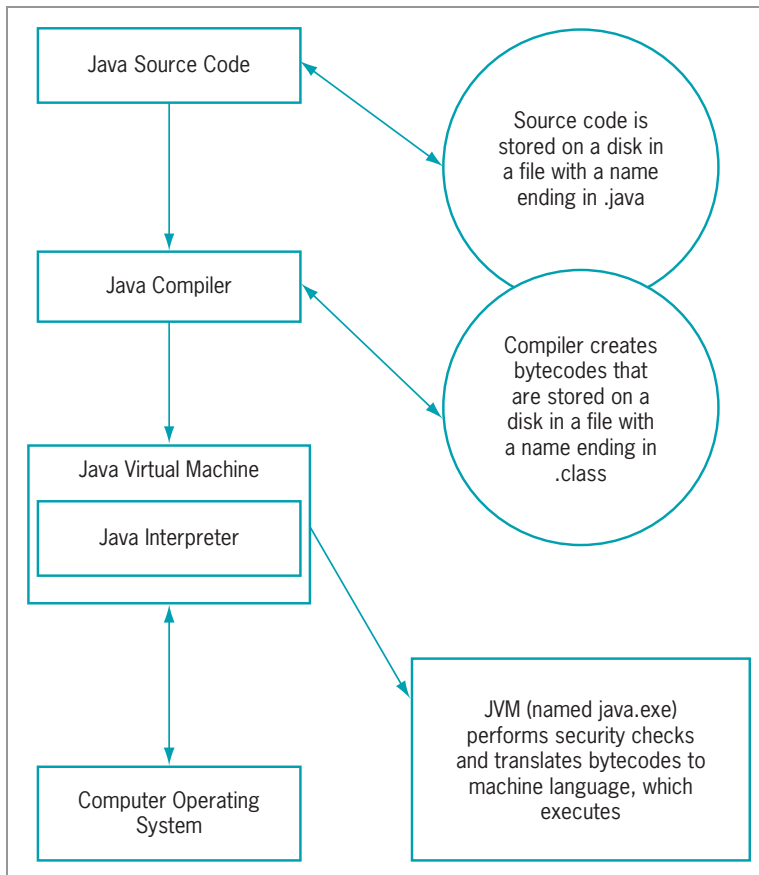 Java Source Code
Source code is
stored on a disk in
a file with a name
ending in .java
Java Compiler
Compiler creates
bytecodes that
are stored on a
disk in a file with
a name ending in
.class
Java Virtual Machine
Java Interpreter
JVM (named java.exe)
performs security checks
and translates bytecodes to
machine language, which
executes
Computer Operating
System